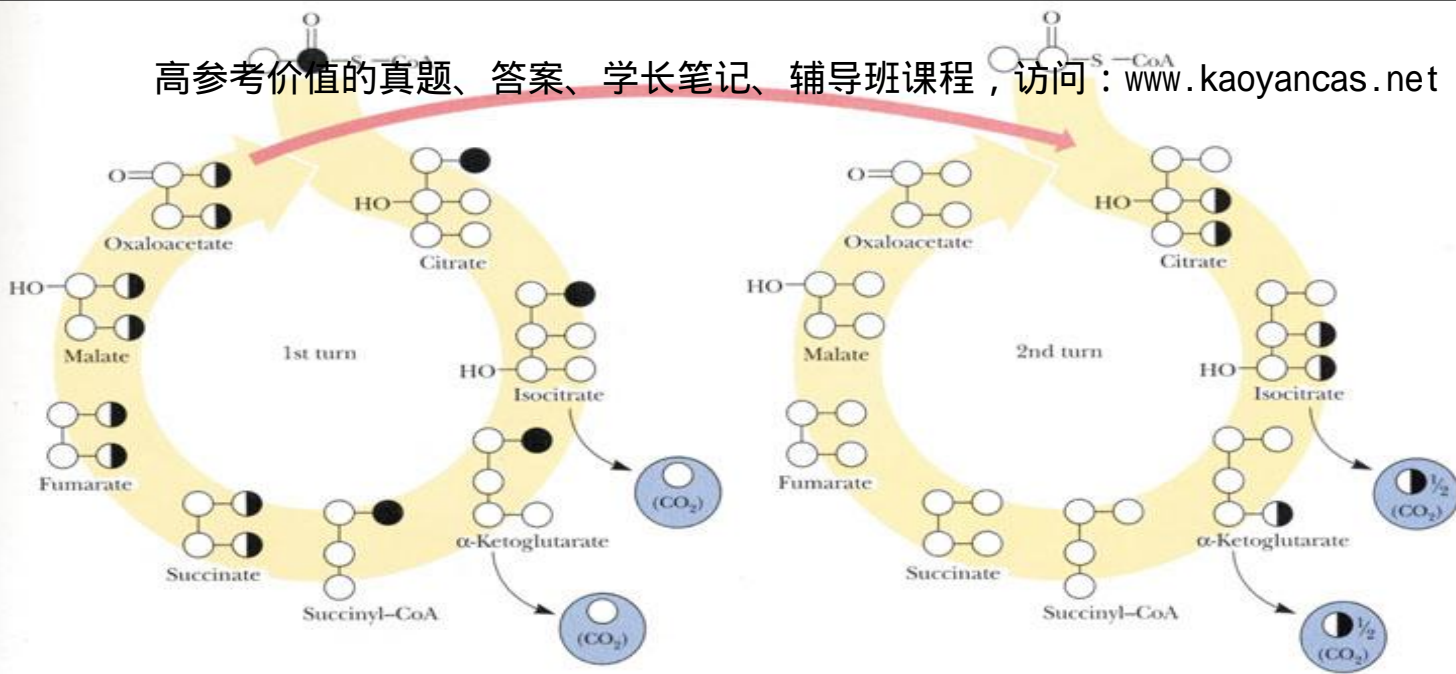 O
S—CoA
O
S—CoA
高参考价值的真题、答案、学长笔记、辅导班课程，访问：www.kaoyancas.net
O
Oxaloacetate
HO
Citrate
HO
Malate
1st turn
HO
Isocitrate
Fumarate
(CO₂)
α-Ketoglutarate
Succinate
Succinyl–CoA
(CO₂)
O
Oxaloacetate
HO
Citrate
HO
Malate
2nd turn
HO
Isocitrate
Fumarate
½
(CO₂)
α-Ketoglutarate
Succinate
Succinyl–CoA
½
(CO₂)